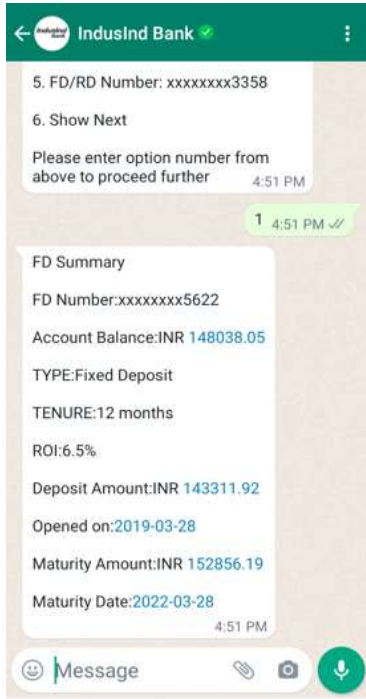 IndusInd Bank
5. FD/RD Number: xxxxxxxx3358
6. Show Next
Please enter option number from
above to proceed further
4:51 PM
1 4:51 PM
FD Summary
FD Number:xxxxxxxx5622
Account Balance:INR 148038.05
TYPE:Fixed Deposit
TENURE:12 months
ROI:6.5%
Deposit Amount:INR 143311.92
Opened on:2019-03-28
Maturity Amount:INR 152856.19
Maturity Date:2022-03-28
4:51 PM
Message